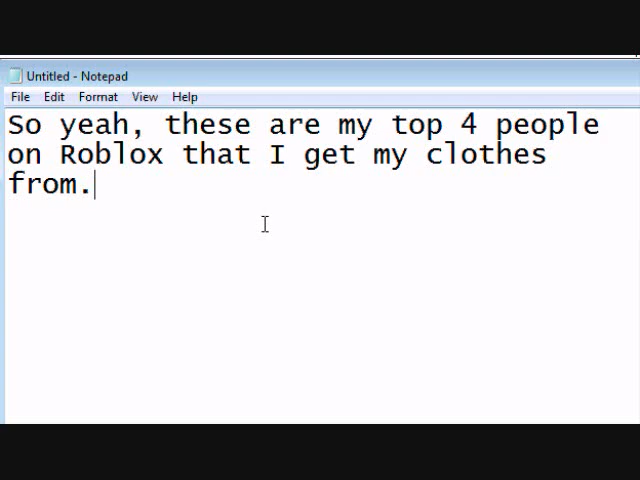 Untitled - Notepad
File Edit Format View Help
So yeah, these are my top 4 people
on Roblox that I get my clothes
from.